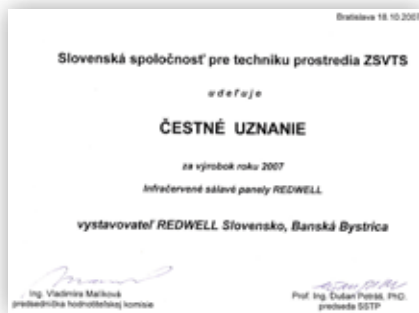 Bratislava 18.10.2007
Slovenská spoločnosť pre techniku prostredia ZSVTS
udeľuje
ČESTNÉ UZNANIE
za výrobok roku 2007
Infračervené sálavé panely REDWELL
vystavovateľ REDWELL Slovensko, Banská Bystrica
Ing. Vladimíra Malíková
predsedníčka hodnotiteľskej komisie
Prof. Ing. Dušan Petráš, PhD.
predseda SSTP